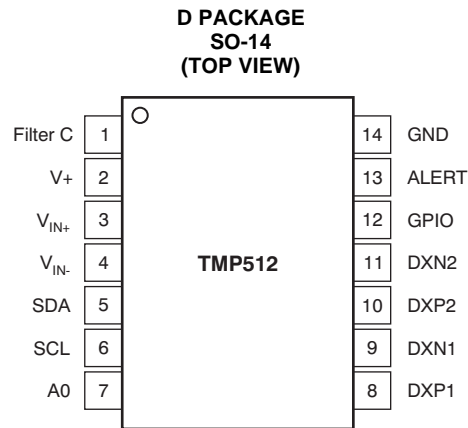 D PACKAGE
SO-14
(TOP VIEW)
Filter C 1 14 GND
V+ 2 13 ALERT
VIN+ 3 12 GPIO
VIN- 4 TMP512 11 DXN2
SDA 5 10 DXP2
SCL 6 9 DXN1
A0 7 8 DXP1